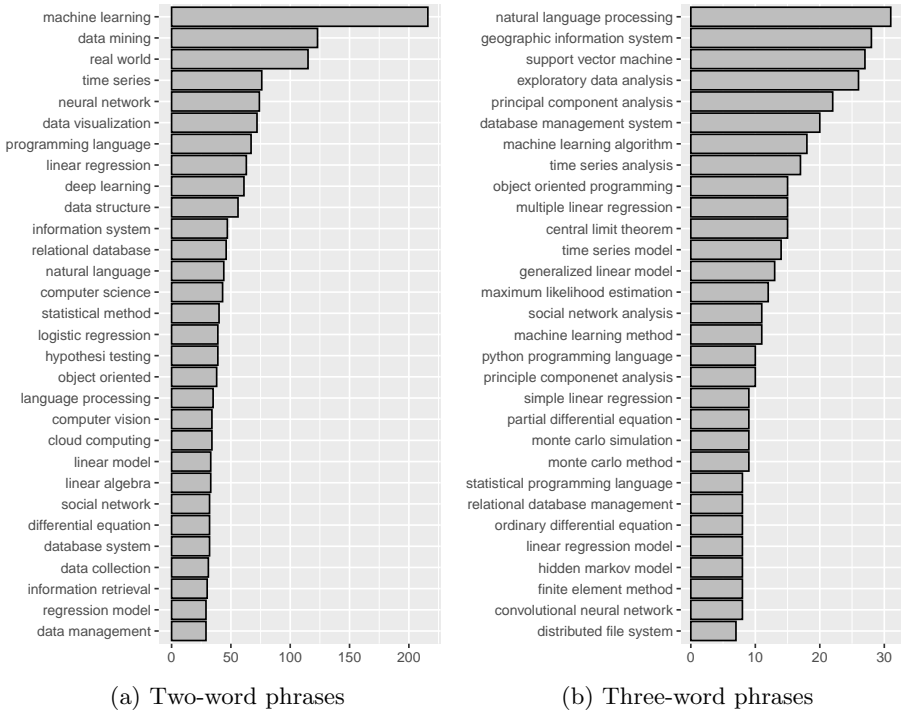 machine learning
data mining
real world
time series
neural network
data visualization
programming language
linear regression
deep learning
data structure
information system
relational database
natural language
computer science
statistical method
logistic regression
hypothesi testing
object oriented
language processing
computer vision
cloud computing
linear model
linear algebra
social network
differential equation
database system
data collection
information retrieval
regression model
data management
0 50 100 150 200
(a) Two-word phrases
natural language processing
geographic information system
support vector machine
exploratory data analysis
principal component analysis
database management system
machine learning algorithm
time series analysis
object oriented programming
multiple linear regression
central limit theorem
time series model
generalized linear model
maximum likelihood estimation
social network analysis
machine learning method
python programming language
principle componenet analysis
simple linear regression
partial differential equation
monte carlo simulation
monte carlo method
statistical programming language
relational database management
ordinary differential equation
linear regression model
hidden markov model
finite element method
convolutional neural network
distributed file system
0 10 20 30
(b) Three-word phrases